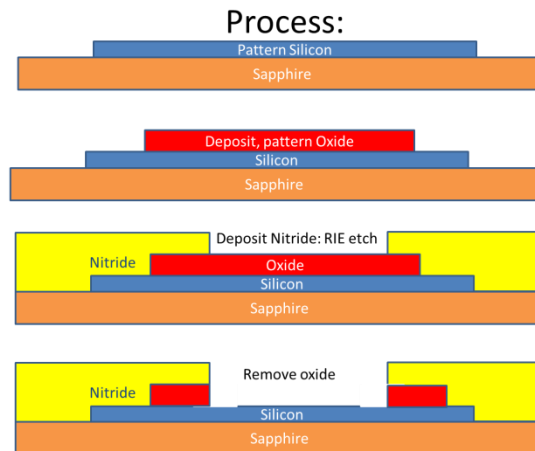 Process:
Pattern Silicon
Sapphire
Deposit, pattern Oxide
Silicon
Sapphire
Deposit Nitride: RIE etch
Nitride
Oxide
Silicon
Sapphire
Remove oxide
Nitride
Silicon
Sapphire